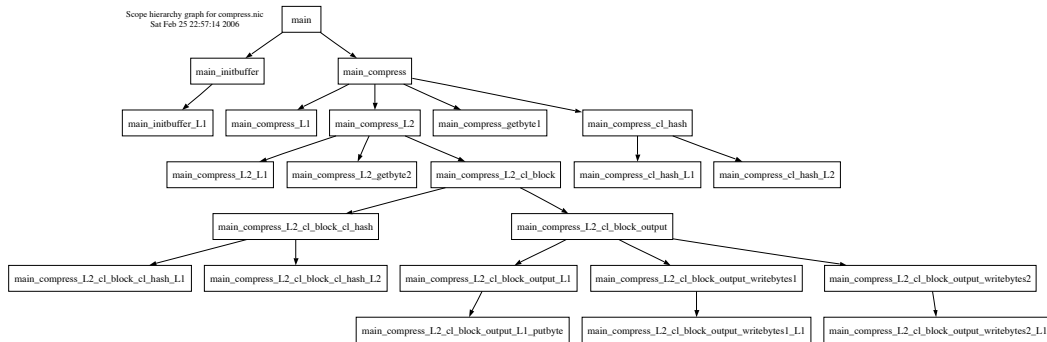 Scope hierarchy graph for compress.nic
Sat Feb 25 22:57:14 2006
main
main_initbuffer
main_compress
main_initbuffer_L1
main_compress_L1
main_compress_L2
main_compress_getbyte1
main_compress_cl_hash
main_compress_L2_L1
main_compress_L2_getbyte2
main_compress_L2_cl_block
main_compress_cl_hash_L1
main_compress_cl_hash_L2
main_compress_L2_cl_block_cl_hash
main_compress_L2_cl_block_output
main_compress_L2_cl_block_cl_hash_L1
main_compress_L2_cl_block_cl_hash_L2
main_compress_L2_cl_block_output_L1
main_compress_L2_cl_block_output_writebytes1
main_compress_L2_cl_block_output_writebytes2
main_compress_L2_cl_block_output_L1_putbyte
main_compress_L2_cl_block_output_writebytes1_L1
main_compress_L2_cl_block_output_writebytes2_L1